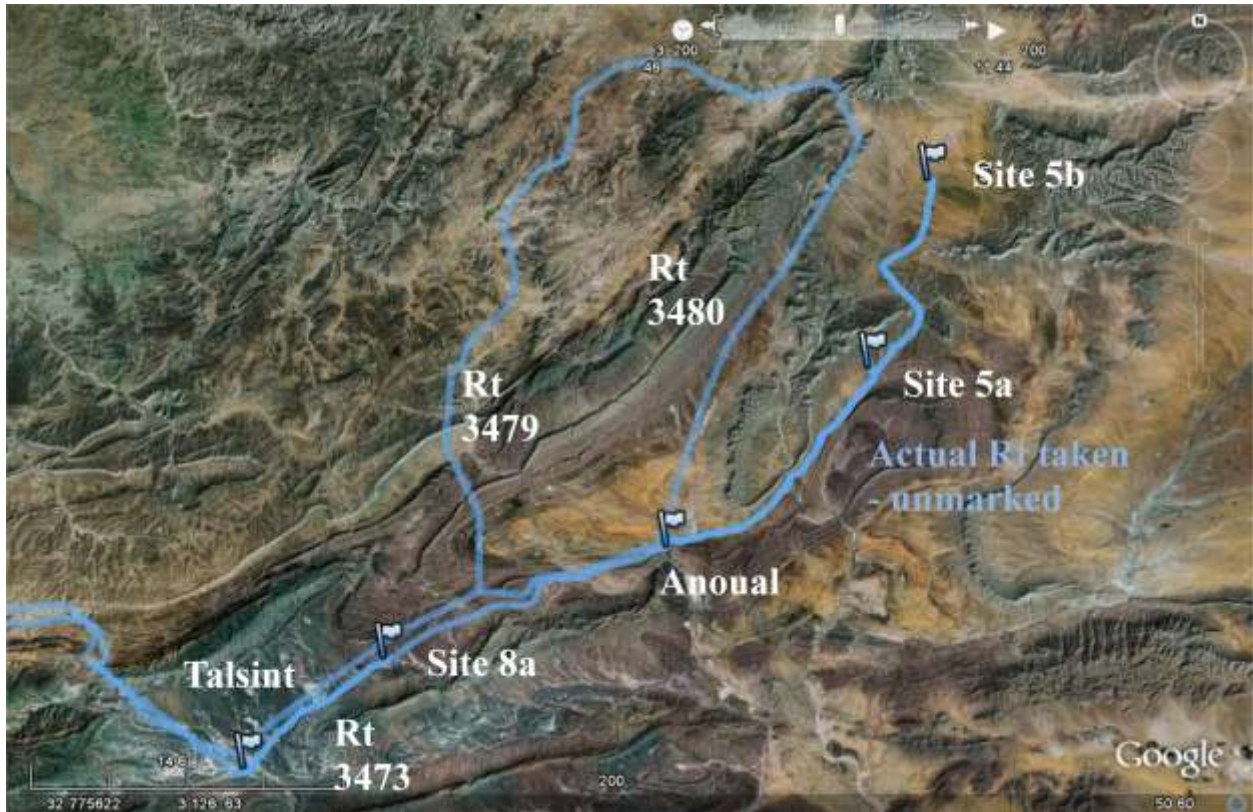 N
Site 5b
Rt
3480
Site 5a
Rt
3479
Actual Rt taken
- unmarked
Anoual
Site 8a
Talsint
Rt
3473
Google
200